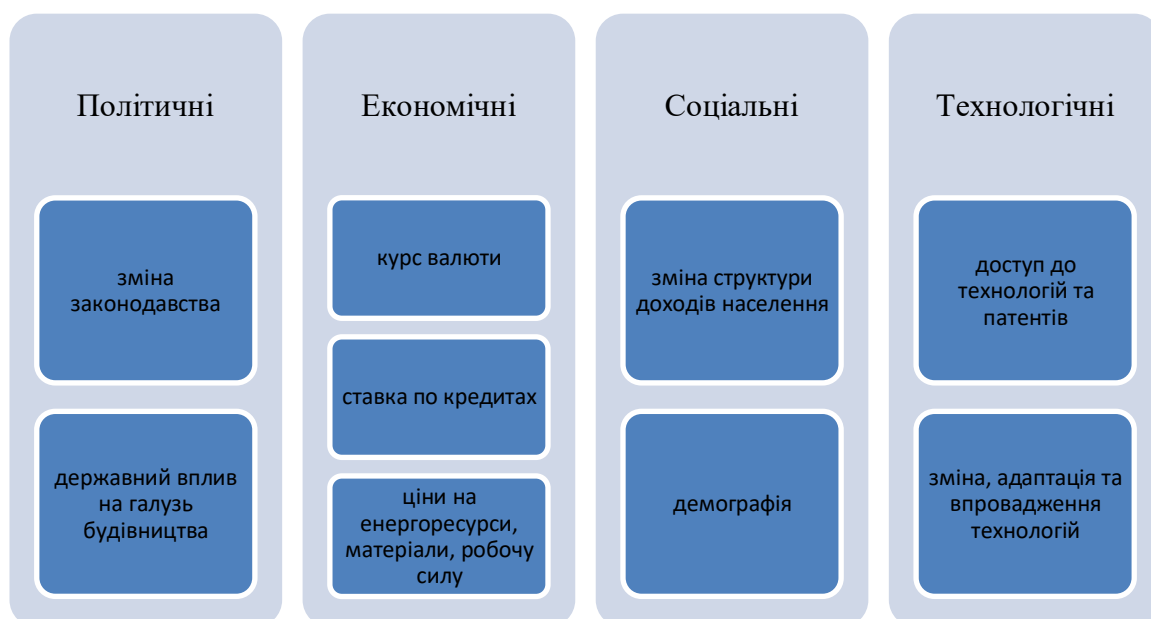 Політичні
зміна
законодавства
державний вплив
на галузь
будівництва
Економічні
курс валюти
ставка по кредитах
ціни на
енергоресурси,
матеріали, робочу
силу
Соціальні
зміна структури
доходів населення
демографія
Технологічні
доступ до
технологій та
патентів
зміна, адаптація та
впровадження
технологій